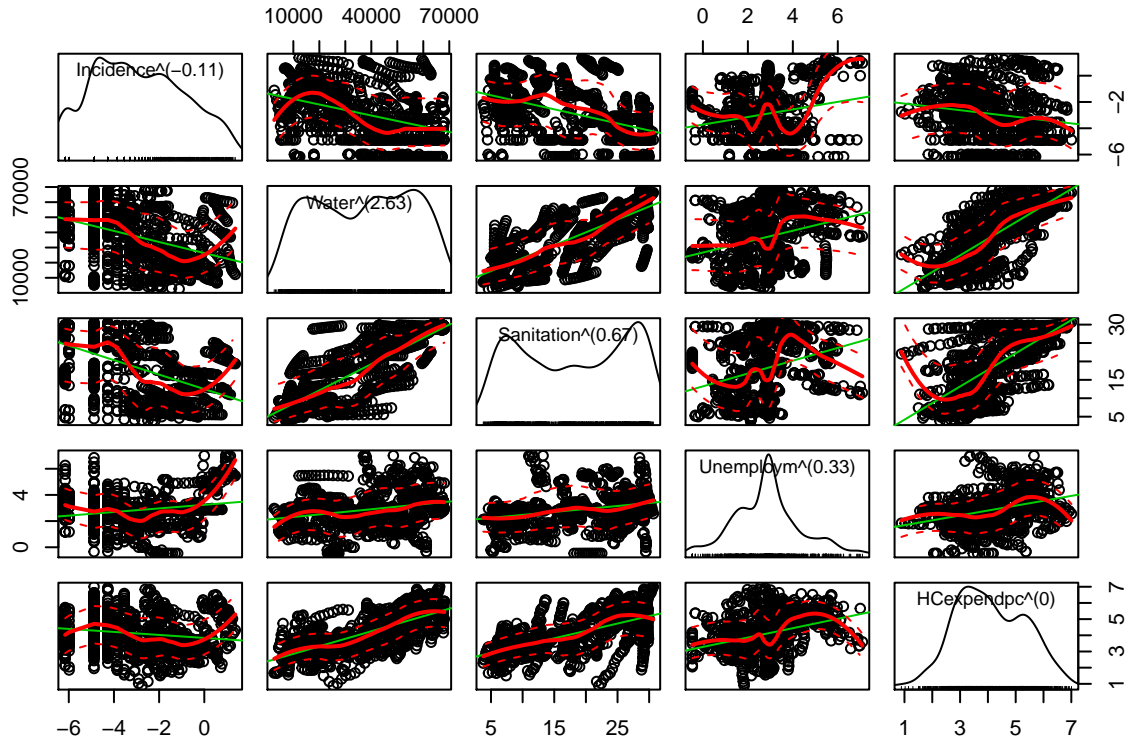 10000 40000 70000 0 2 4 6
Incidence^(−0.11)
−6 −2
Water^(2.63)
10000 70000
Sanitation^(0.67)
5 15 30
Unemploym^(0.33)
0 4
HCexpendpc^(0)
1 3 5 7
−6 −4 −2 0 5 15 25 1 3 5 7